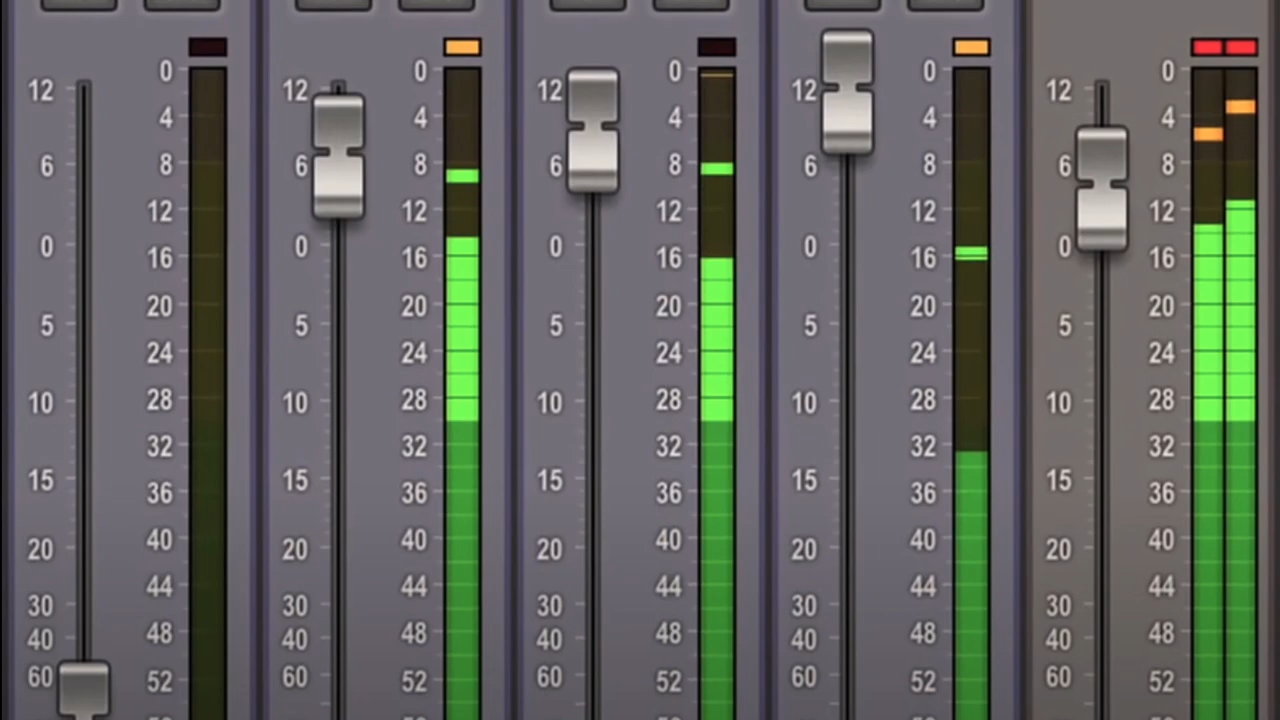 0 0 0 0 0
12 12 12 12 12
4 4 4 4 4
6 8 6 8 6 8 8 6 8
12 12 12 12 12
0 16 0 16 0 16 0 16 0 16
20 20 20 20 20
5 5 5 5 5
24 24 24 24 24
10 28 10 28 10 28 10 28 10 28
32 32 32 32 32
15 36 15 36 15 36 15 36 15 36
20 40 20 40 20 40 20 40 20 40
44 44 44 44 44
30 30 30 30 30
40 48 40 48 40 48 40 48 40 48
60 52 60 52 60 52 60 52 60 52